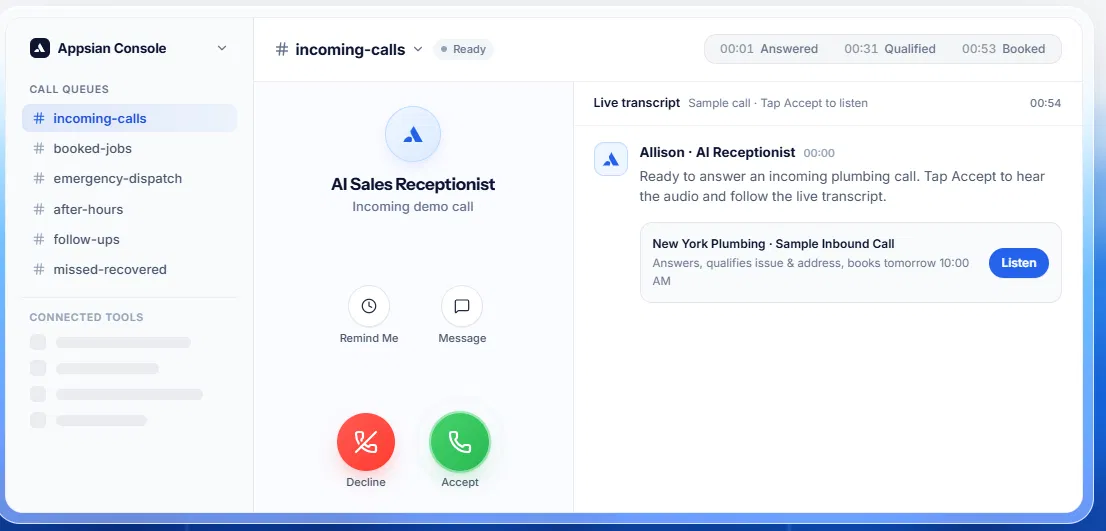 Appsian Console
CALL QUEUES
# incoming-calls
# booked-jobs
# emergency-dispatch
# after-hours
# follow-ups
# missed-recovered
CONNECTED TOOLS
# incoming-calls
Ready
00:01 Answered 00:31 Qualified 00:53 Booked
AI Sales Receptionist
Incoming demo call
Remind Me
Message
Decline
Accept
Live transcript Sample call · Tap Accept to listen 00:54
Allison · AI Receptionist 00:00
Ready to answer an incoming plumbing call. Tap Accept to hear
the audio and follow the live transcript.
New York Plumbing · Sample Inbound Call
Answers, qualifies issue & address, books tomorrow 10:00
AM
Listen